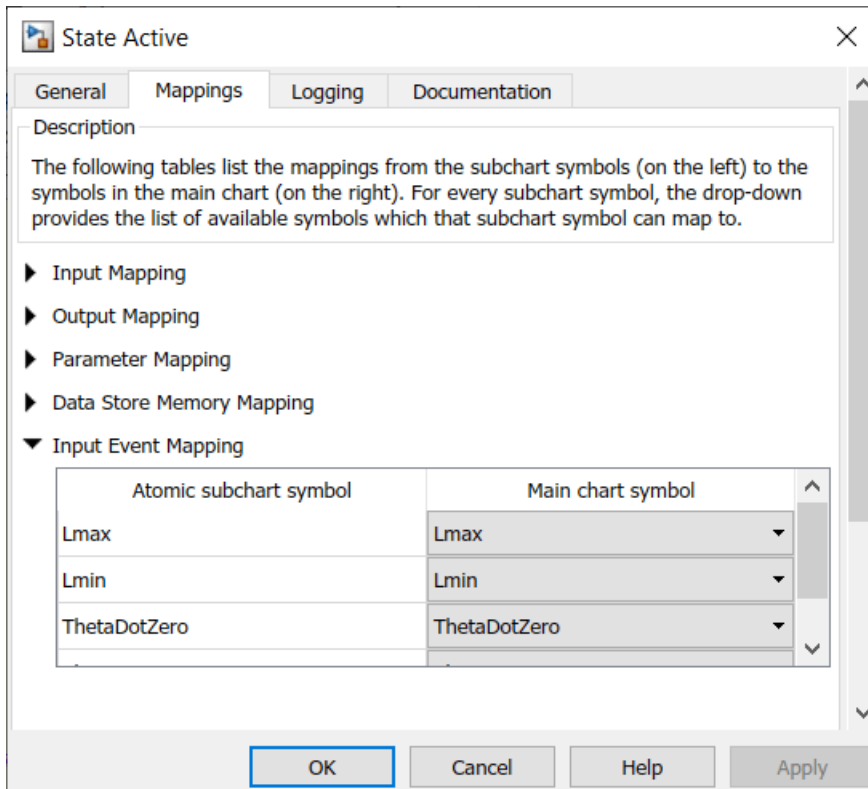 State Active
General Mappings Logging Documentation
Description
The following tables list the mappings from the subchart symbols (on the left) to the
symbols in the main chart (on the right). For every subchart symbol, the drop-down
provides the list of available symbols which that subchart symbol can map to.
Input Mapping
Output Mapping
Parameter Mapping
Data Store Memory Mapping
Input Event Mapping
Atomic subchart symbol Main chart symbol
Lmax Lmax
Lmin Lmin
ThetaDotZero ThetaDotZero
OK Cancel Help Apply